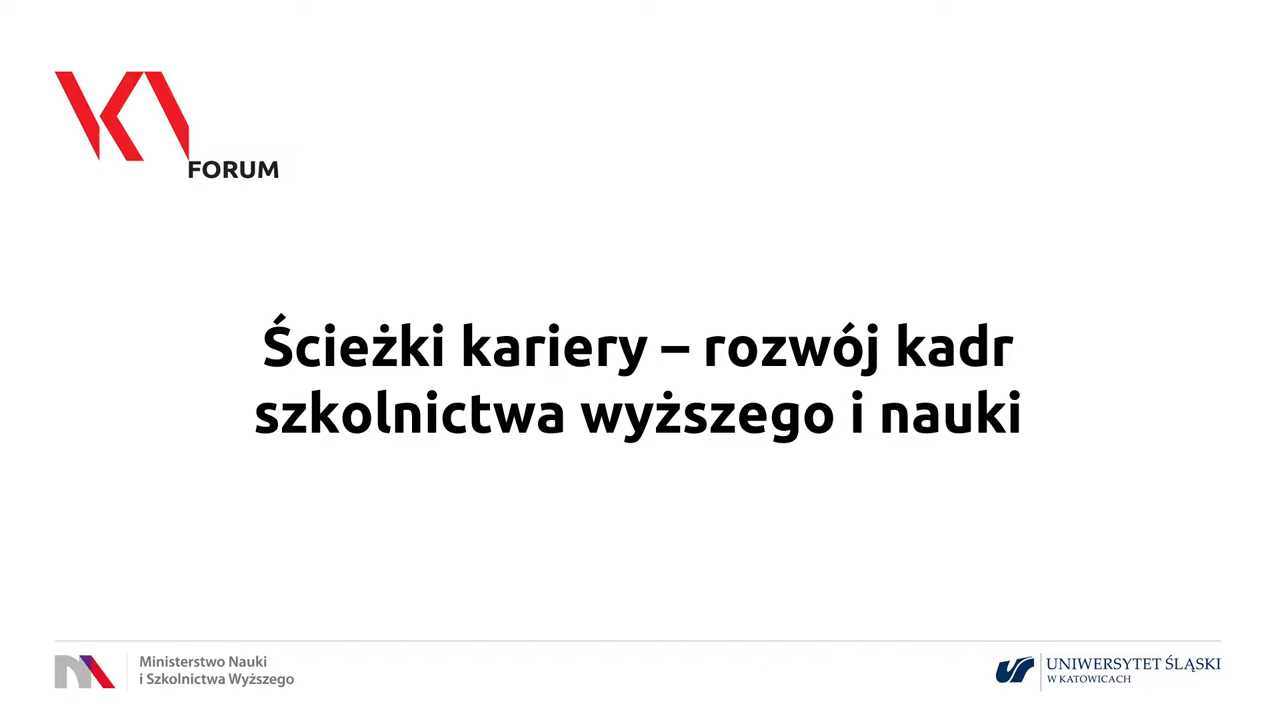 FORUM
Ścieżki kariery – rozwój kadr
szkolnictwa wyższego i nauki
Ministerstwo Nauki
i Szkolnictwa Wyższego
UNIWERSYTET ŚLĄSKI
W KATOWICACH